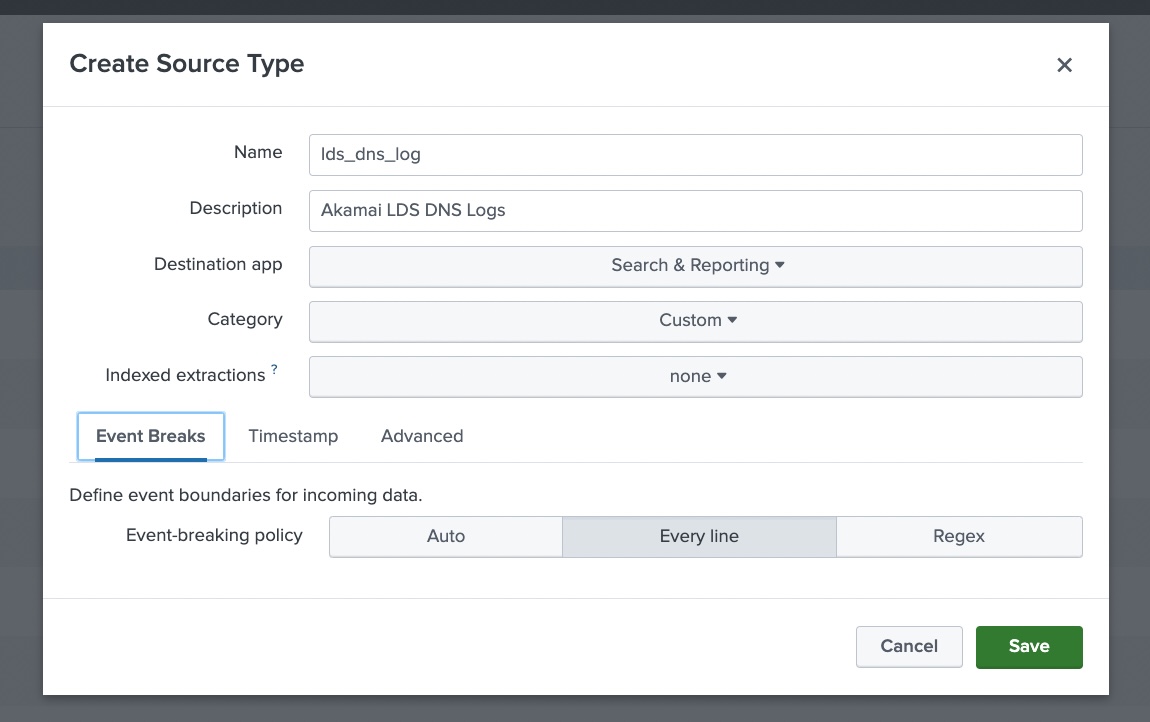 Create Source Type
×
Name lds_dns_log
Description Akamai LDS DNS Logs
Destination app Search & Reporting
Category Custom
Indexed extractions ? none
Event Breaks Timestamp Advanced
Define event boundaries for incoming data.
Event-breaking policy Auto Every line Regex
Cancel Save